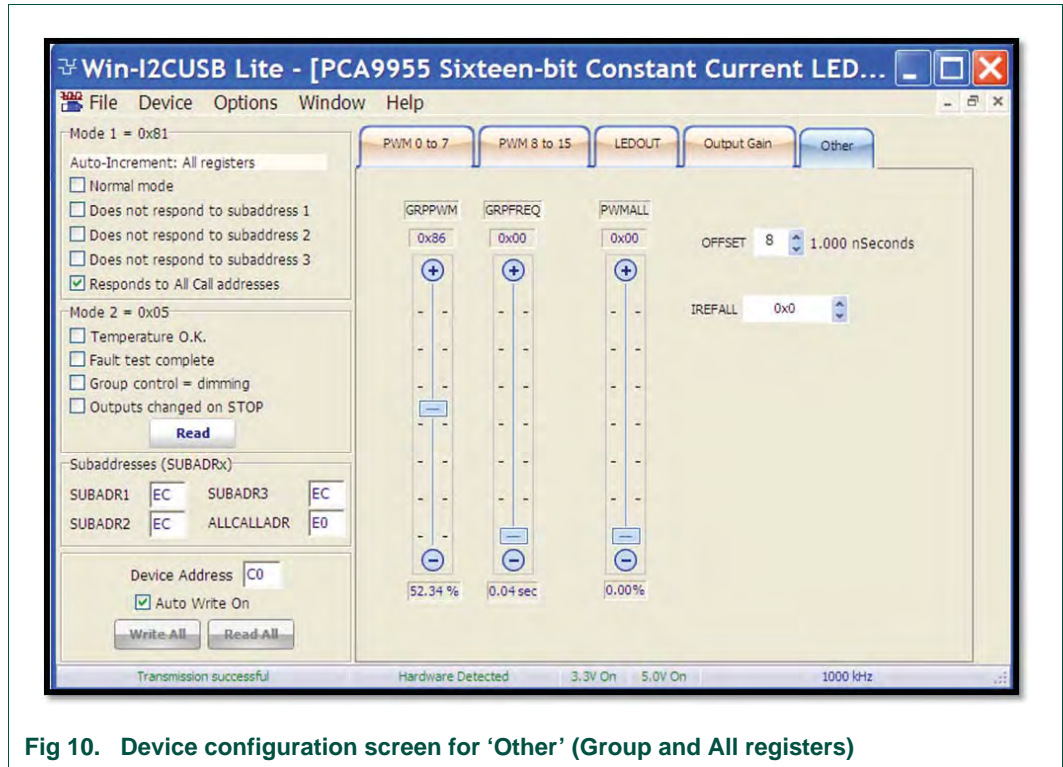 Win-I2CUSB Lite - [PCA9955 Sixteen-bit Constant Current LED...
File Device Options Window Help
Mode 1 = 0x81
Auto-Increment: All registers
Normal mode
Does not respond to subaddress 1
Does not respond to subaddress 2
Does not respond to subaddress 3
Responds to All Call addresses
Mode 2 = 0x05
Temperature O.K.
Fault test complete
Group control = dimming
Outputs changed on STOP
Read
Subaddresses (SUBADRx)
SUBADR1 EC SUBADR3 EC
SUBADR2 EC ALLCALLADR E0
Device Address C0
Auto Write On
Write All Read All
PWM 0 to 7 PWM 8 to 15 LEDOUT Output Gain Other
GRPPWM GRPFREQ PWMALL
0x86 0x00 0x00
OFFSET 8 1.000 nSeconds
IREFALL 0x0
52.34 % 0.04 sec 0.00%
Transmission successful Hardware Detected 3.3V On 5.0V On 1000 kHz
Fig 10. Device configuration screen for ‘Other’ (Group and All registers)